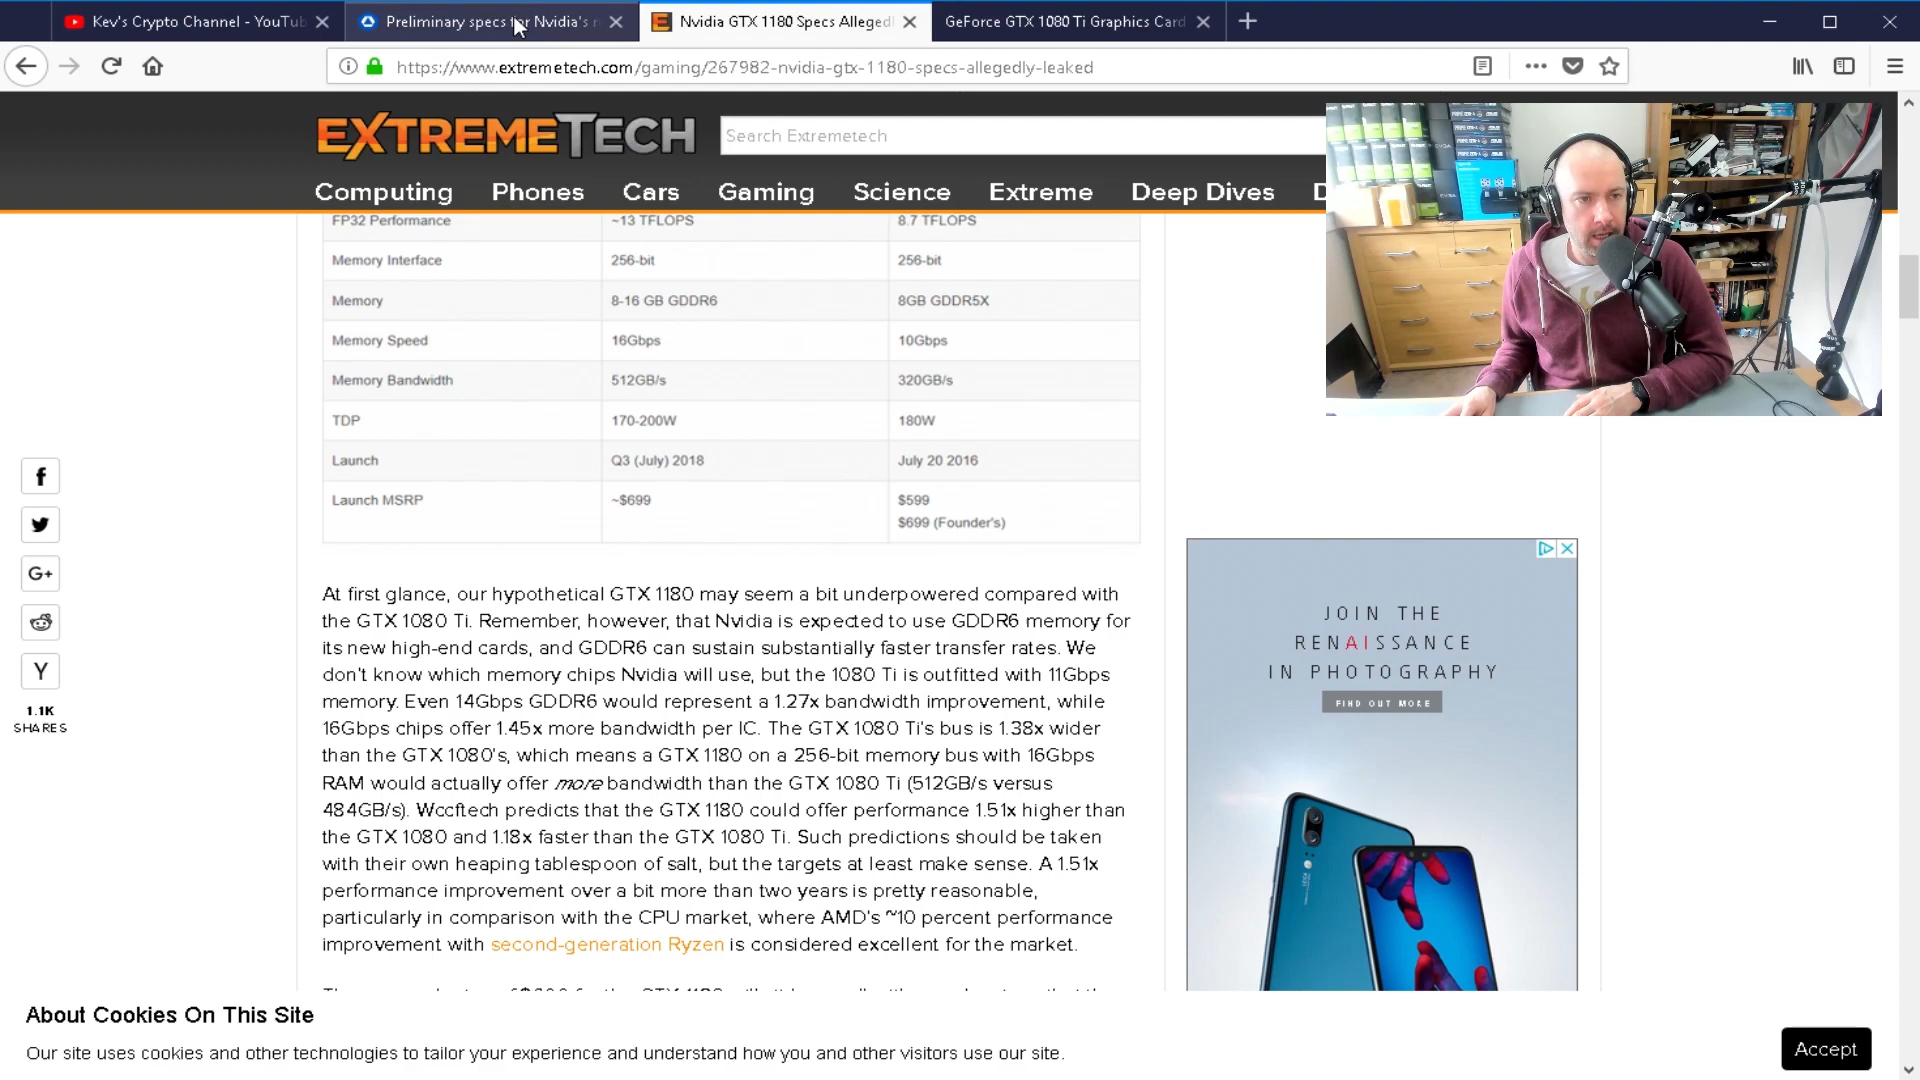 Kev's Crypto Channel - YouTub
Preliminary specs for Nvidia's
Nvidia GTX 1180 Specs Alleged
GeForce GTX 1080 Ti Graphics Card
https://www.extremetech.com/gaming/267982-nvidia-gtx-1180-specs-allegedly-leaked
EXTREMETECH
Search Extremetech
Computing Phones Cars Gaming Science Extreme Deep Dives D
FP32 Performance ~13 TFLOPS 8.7 TFLOPS
Memory Interface 256-bit 256-bit
Memory 8-16 GB GDDR6 8GB GDDR5X
Memory Speed 16Gbps 10Gbps
Memory Bandwidth 512GB/s 320GB/s
TDP 170-200W 180W
Launch Q3 (July) 2018 July 20 2016
Launch MSRP ~$699 $599
$699 (Founder's)
At first glance, our hypothetical GTX 1180 may seem a bit underpowered compared with
the GTX 1080 Ti. Remember, however, that Nvidia is expected to use GDDR6 memory for
its new high-end cards, and GDDR6 can sustain substantially faster transfer rates. We
don't know which memory chips Nvidia will use, but the 1080 Ti is outfitted with 11Gbps
memory. Even 14Gbps GDDR6 would represent a 1.27x bandwidth improvement, while
16Gbps chips offer 1.45x more bandwidth per IC. The GTX 1080 Ti's bus is 1.38x wider
than the GTX 1080's, which means a GTX 1180 on a 256-bit memory bus with 16Gbps
RAM would actually offer more bandwidth than the GTX 1080 Ti (512GB/s versus
484GB/s). Wccftech predicts that the GTX 1180 could offer performance 1.51x higher than
the GTX 1080 and 1.18x faster than the GTX 1080 Ti. Such predictions should be taken
with their own heaping tablespoon of salt, but the targets at least make sense. A 1.51x
performance improvement over a bit more than two years is pretty reasonable,
particularly in comparison with the CPU market, where AMD's ~10 percent performance
improvement with second-generation Ryzen is considered excellent for the market.
f
G+
Y
1.1K
SHARES
JOIN THE
RENAISSANCE
IN PHOTOGRAPHY
FIND OUT MORE
About Cookies On This Site
Our site uses cookies and other technologies to tailor your experience and understand how you and other visitors use our site.
Accept